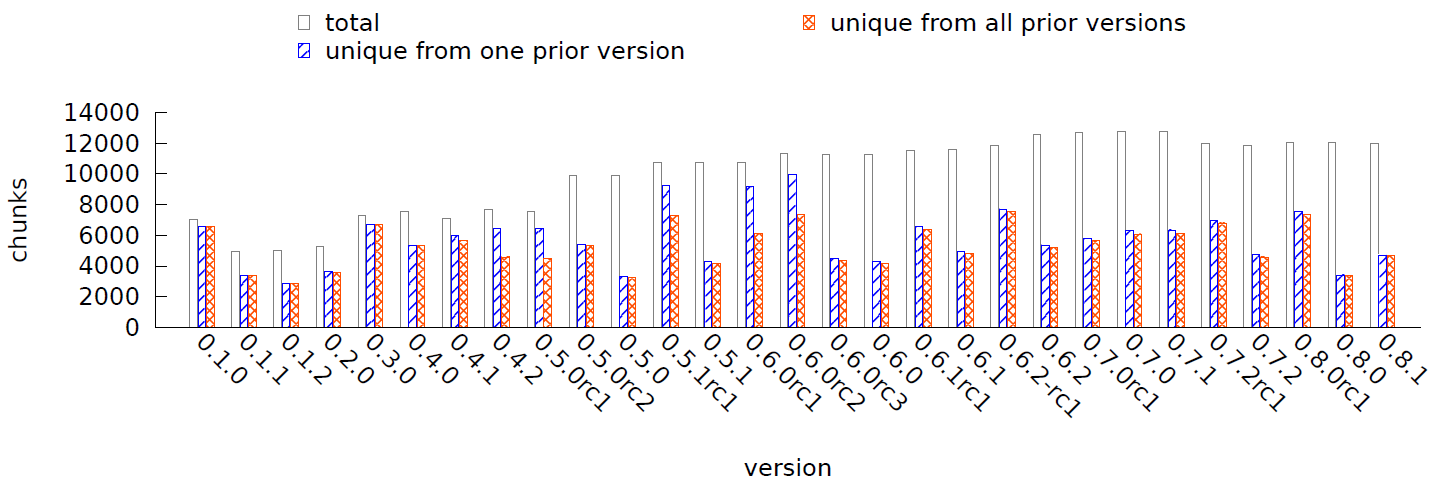 total
unique from all prior versions
unique from one prior version
14000
12000
10000
8000
6000
4000
2000
0
chunks
0.1.0
0.1.1
0.1.2
0.2.0
0.3.0
0.4.0
0.4.1
0.4.2
0.5.0rc1
0.5.0rc2
0.5.0
0.5.1rc1
0.5.1
0.6.0rc1
0.6.0rc2
0.6.0rc3
0.6.0
0.6.1rc1
0.6.1
0.6.2-rc1
0.6.2
0.7.0rc1
0.7.0
0.7.1
0.7.2rc1
0.7.2
0.8.0rc1
0.8.0
0.8.1
version